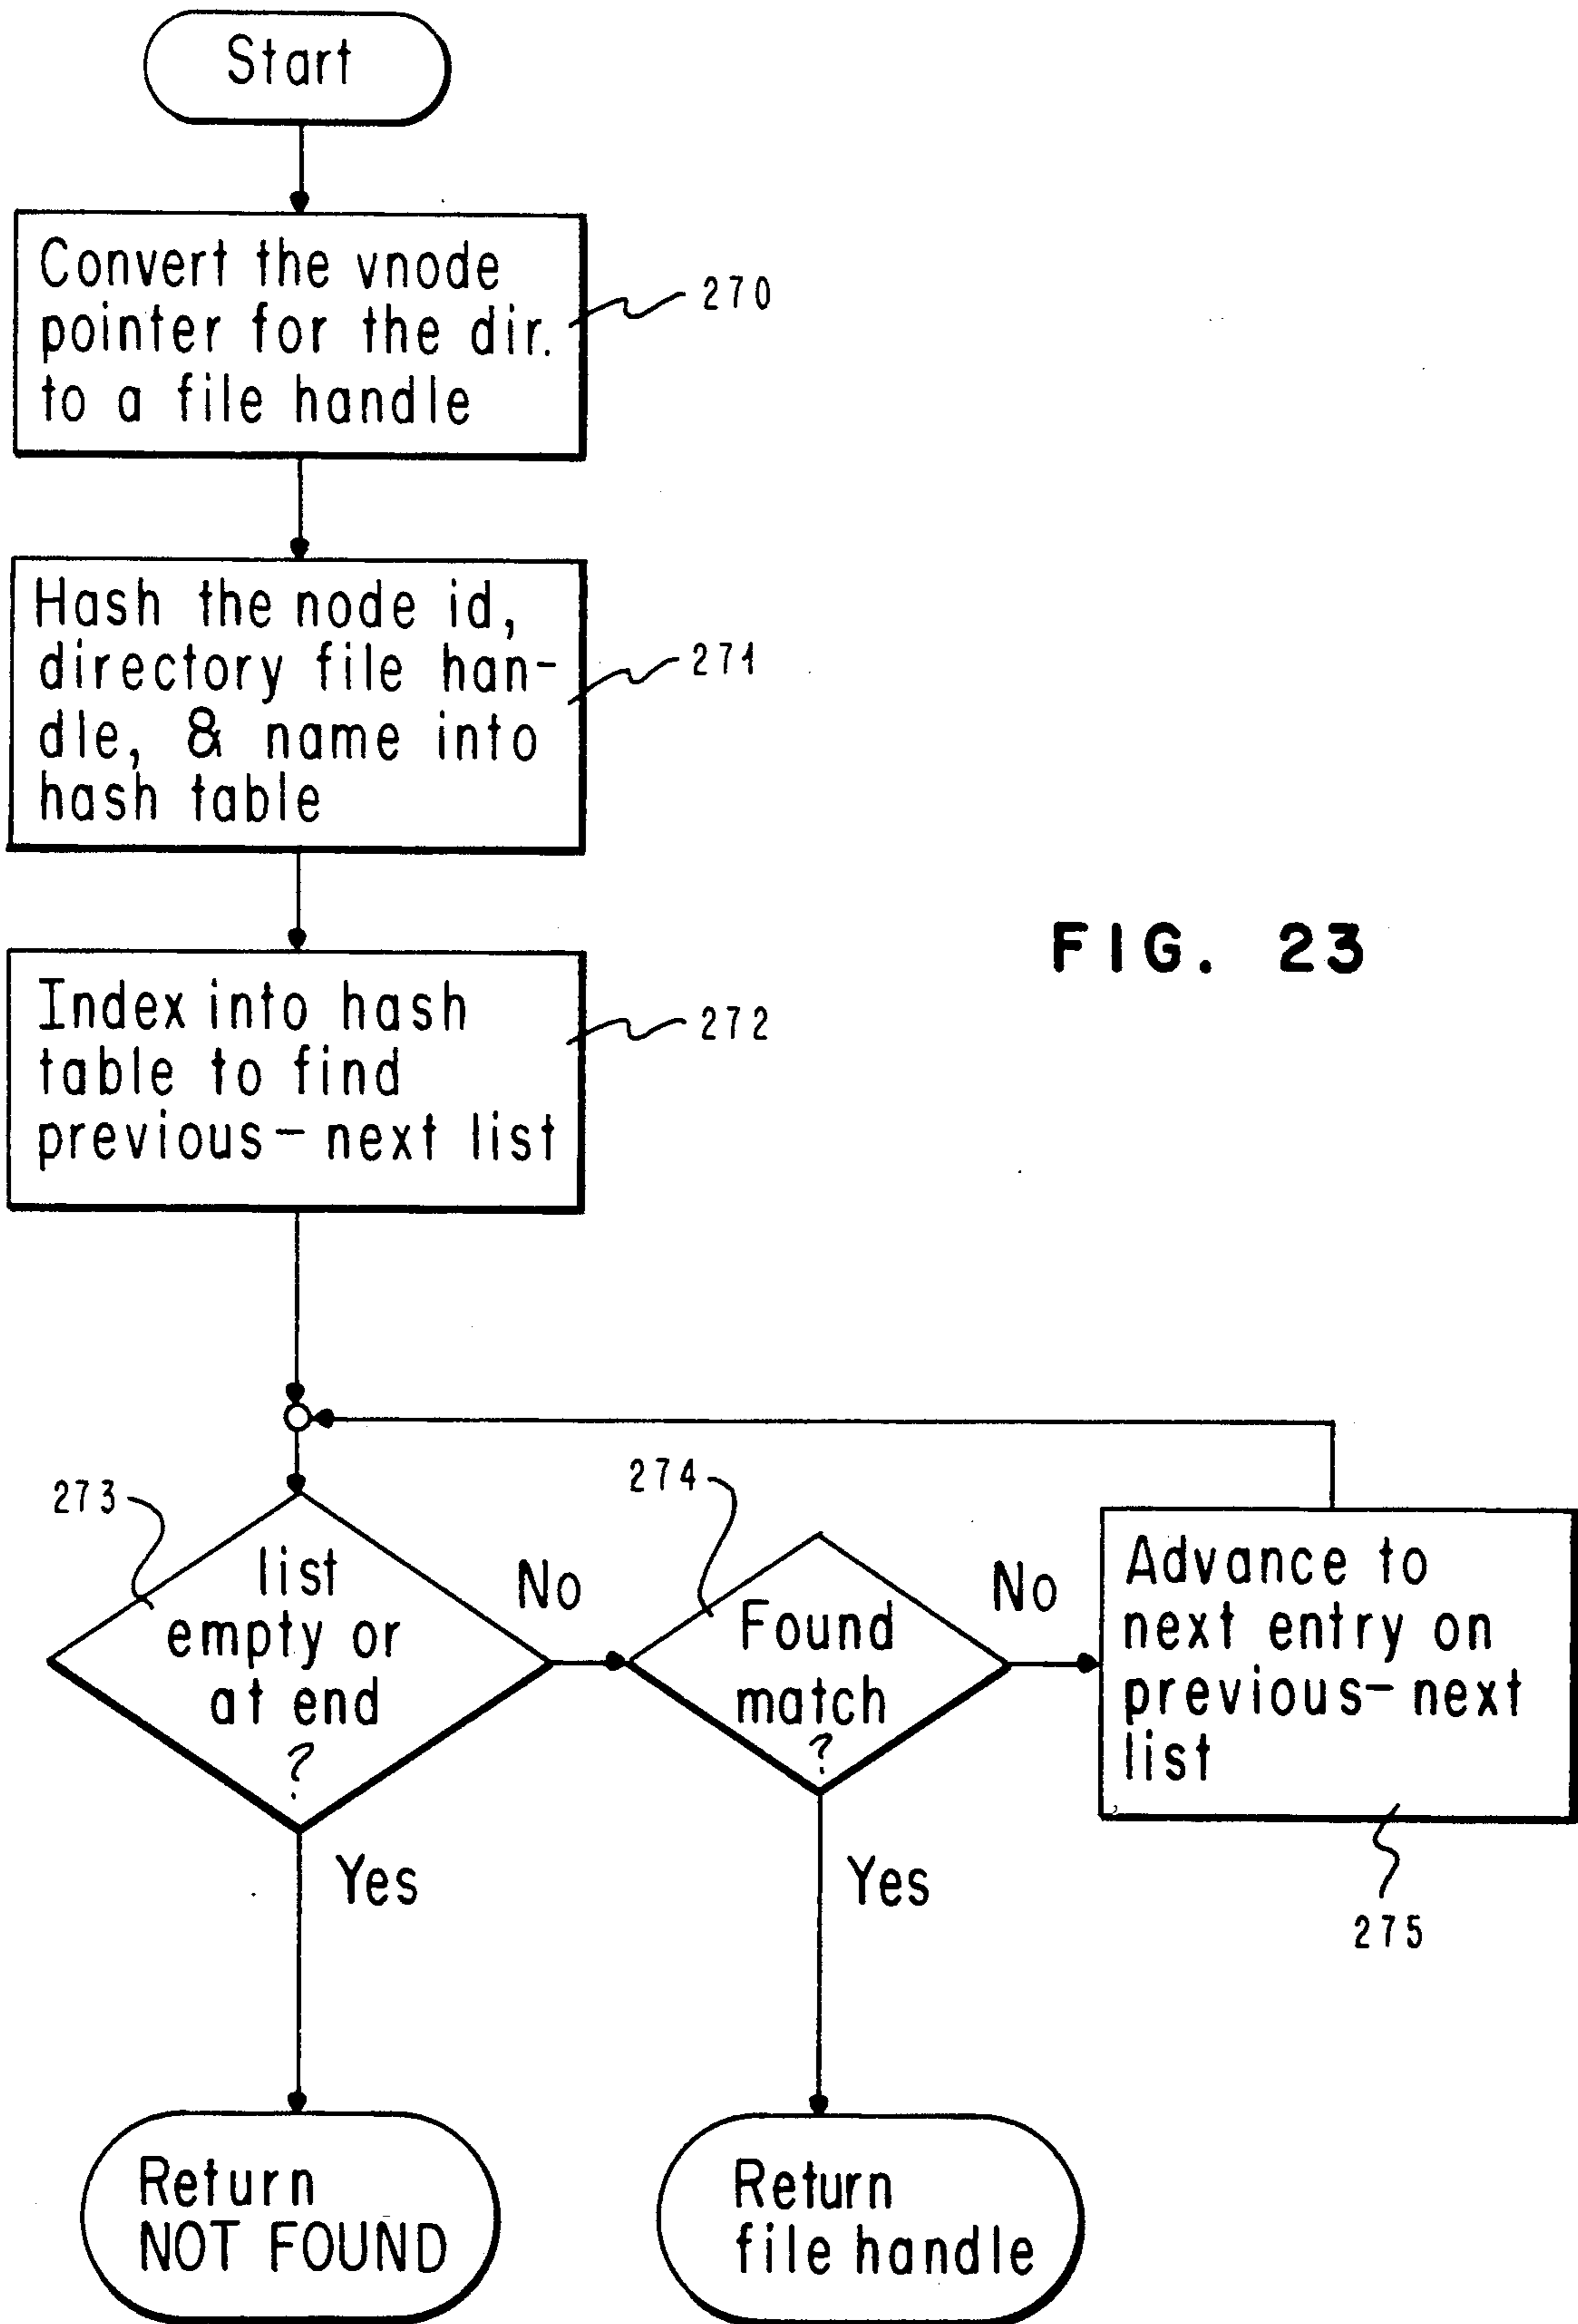 Start
Convert the vnode
pointer for the dir.
to a file handle
270
Hash the node id,
directory file han-
dle, & name into
hash table
271
Index into hash
table to find
previous-next list
272
FIG. 23
273
list
empty or
at end
?
No
274
Found
match
?
No
Advance to
next entry on
previous-next
list
275
Yes
Yes
Return
NOT FOUND
Return
file handle